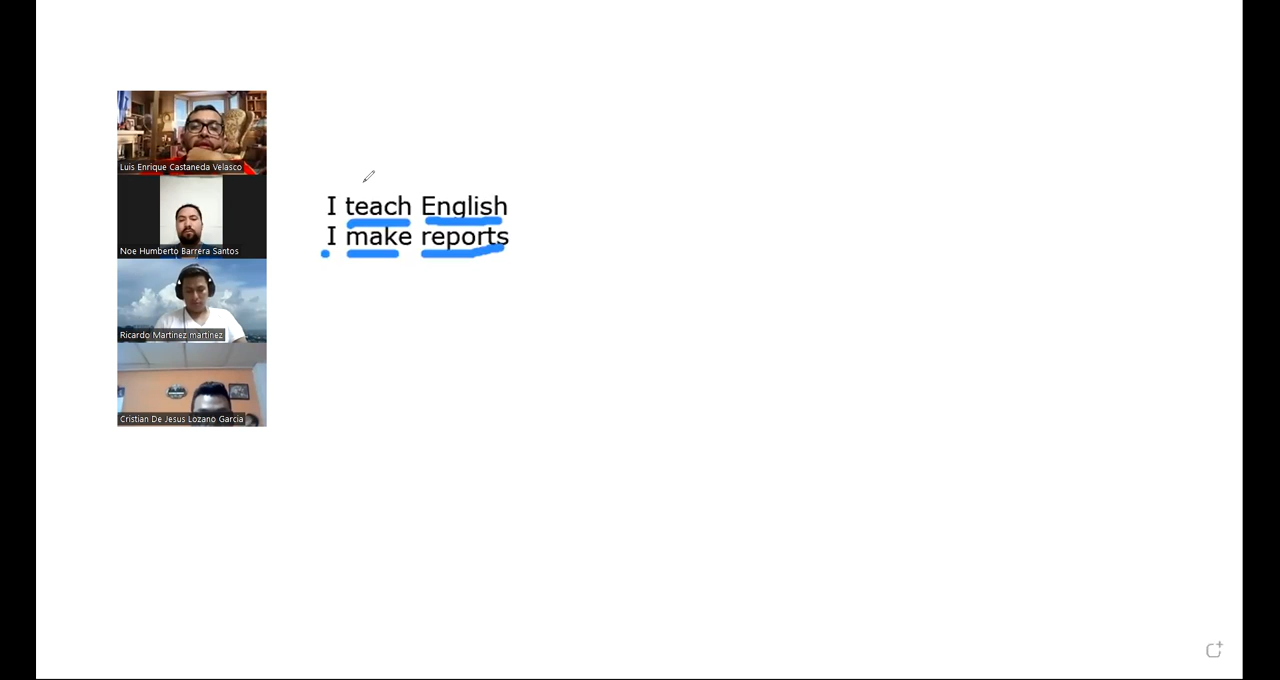 Luis Enrique Castaneda Velasco
Noe Humberto Barrera Santos
Ricardo Martinez martinez
Cristian De Jesus Lozano Garcia
I teach English
I make reports